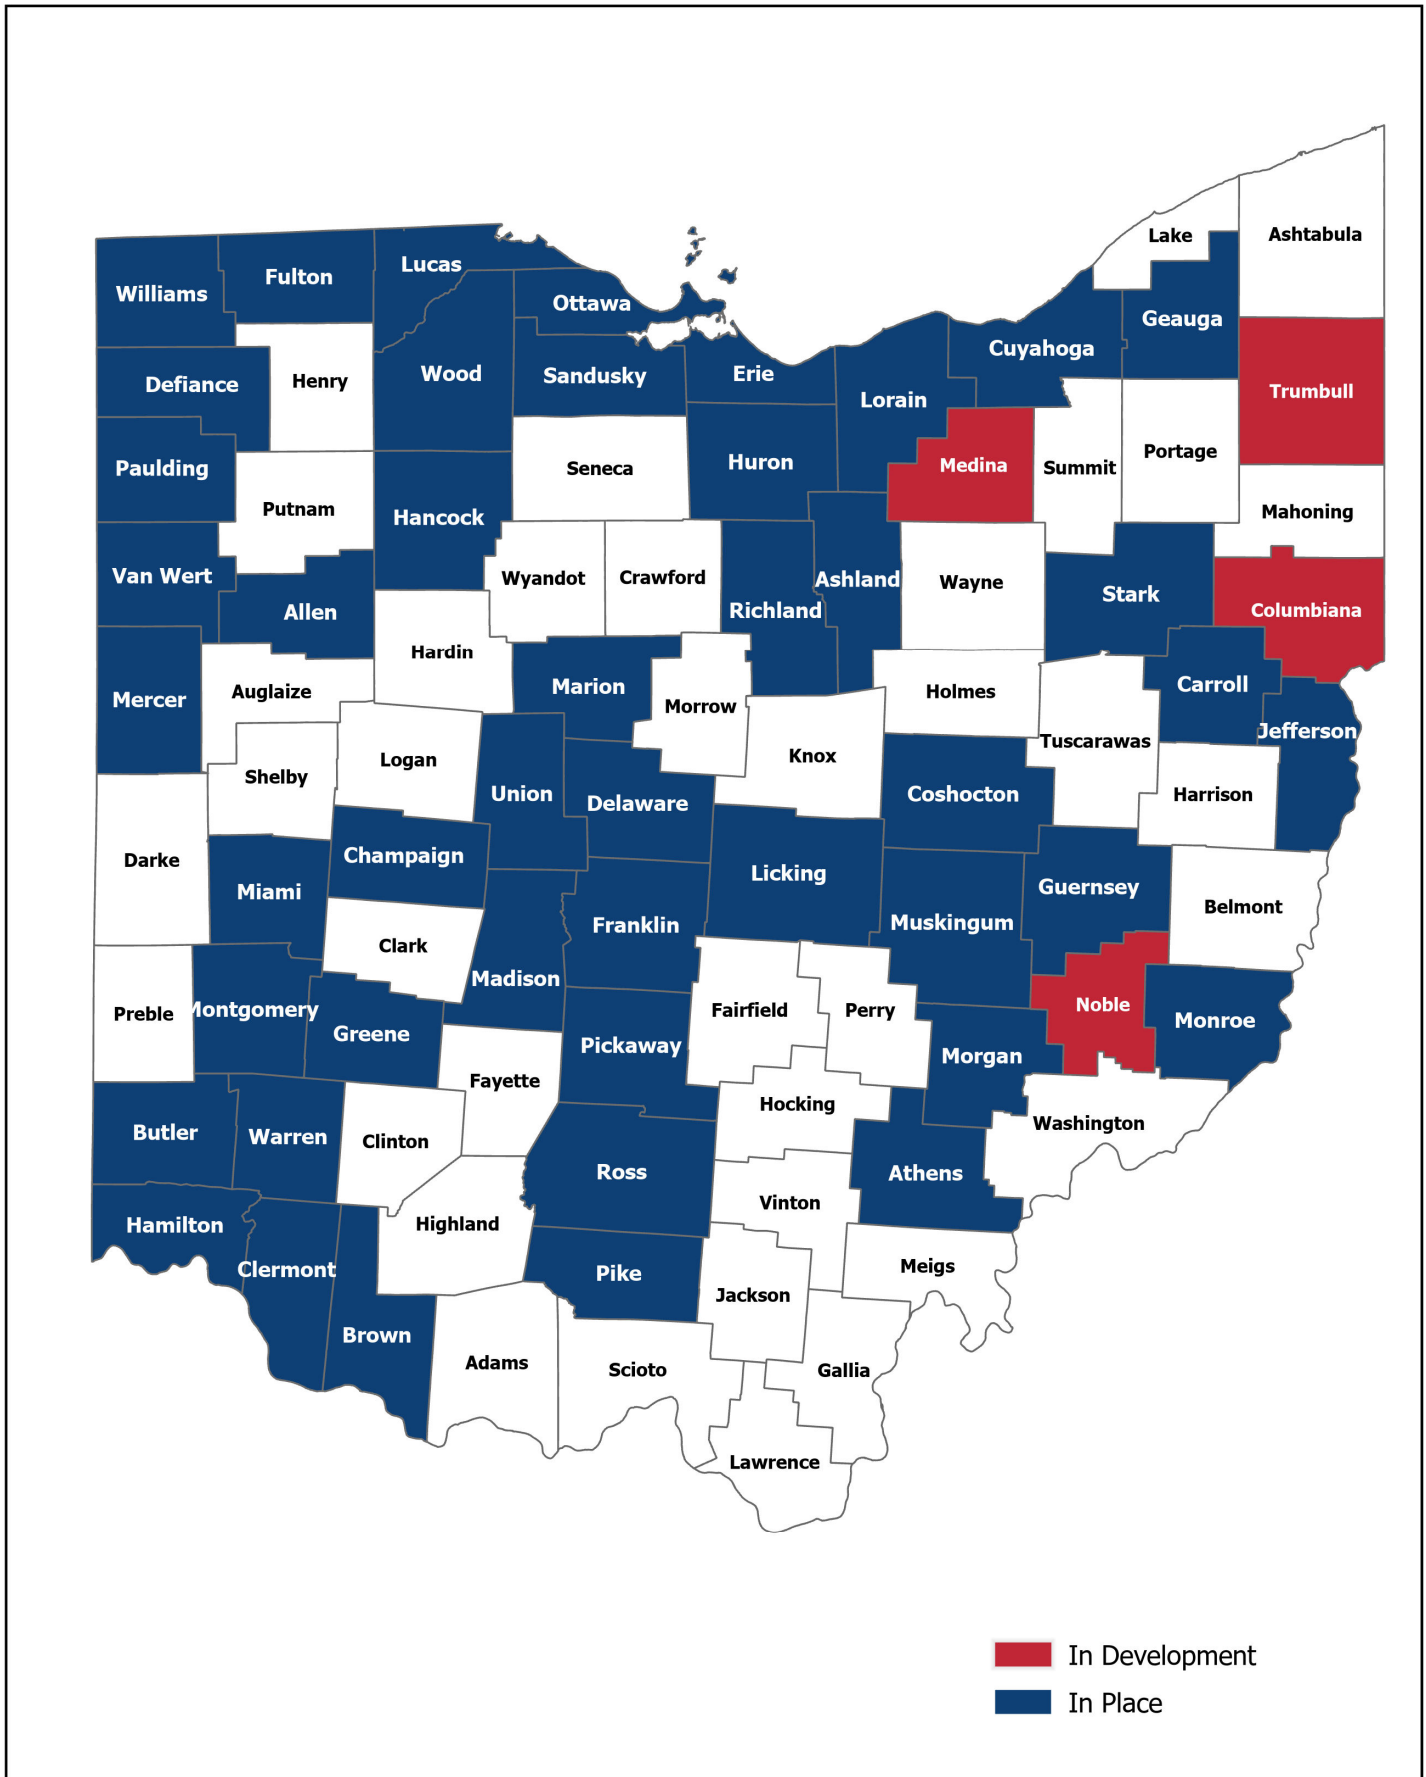 Lake
Ashtabula
Williams
Fulton
Lucas
Ottawa
Geauga
Cuyahoga
Defiance
Henry
Wood
Sandusky
Erie
Lorain
Trumbull
Paulding
Putnam
Hancock
Seneca
Huron
Medina
Summit
Portage
Mahoning
Van Wert
Allen
Wyandot
Crawford
Richland
Ashland
Wayne
Stark
Columbiana
Mercer
Auglaize
Hardin
Marion
Morrow
Holmes
Carroll
Jefferson
Shelby
Logan
Union
Delaware
Knox
Coshocton
Tuscarawas
Harrison
Darke
Miami
Champaign
Licking
Guernsey
Belmont
Clark
Madison
Franklin
Muskingum
Preble
Montgomery
Greene
Pickaway
Fairfield
Perry
Morgan
Noble
Monroe
Fayette
Hocking
Washington
Butler
Warren
Clinton
Ross
Athens
Hamilton
Highland
Vinton
Clermont
Pike
Jackson
Meigs
Brown
Adams
Scioto
Gallia
Lawrence
In Development
In Place